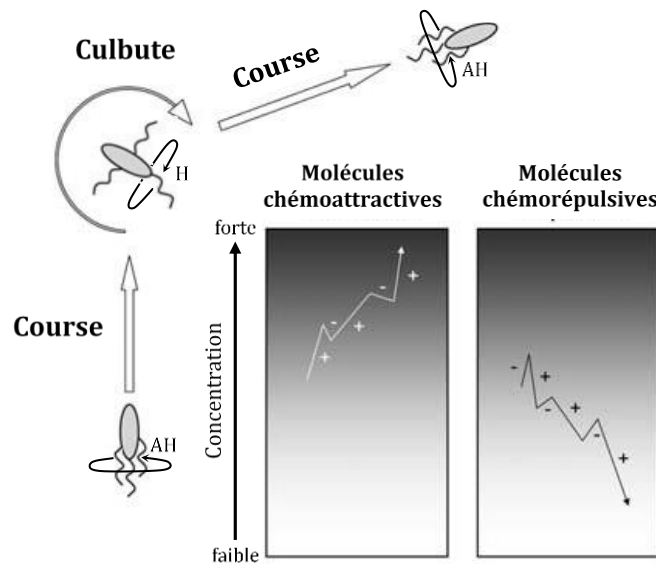 Culbute
Course
AH
H
Course
AH
Molécules
chémoattractives
Molécules
chémorépulsives
forte
Concentration
faible
+
-
+
-
+
-
+
-
+
-
+